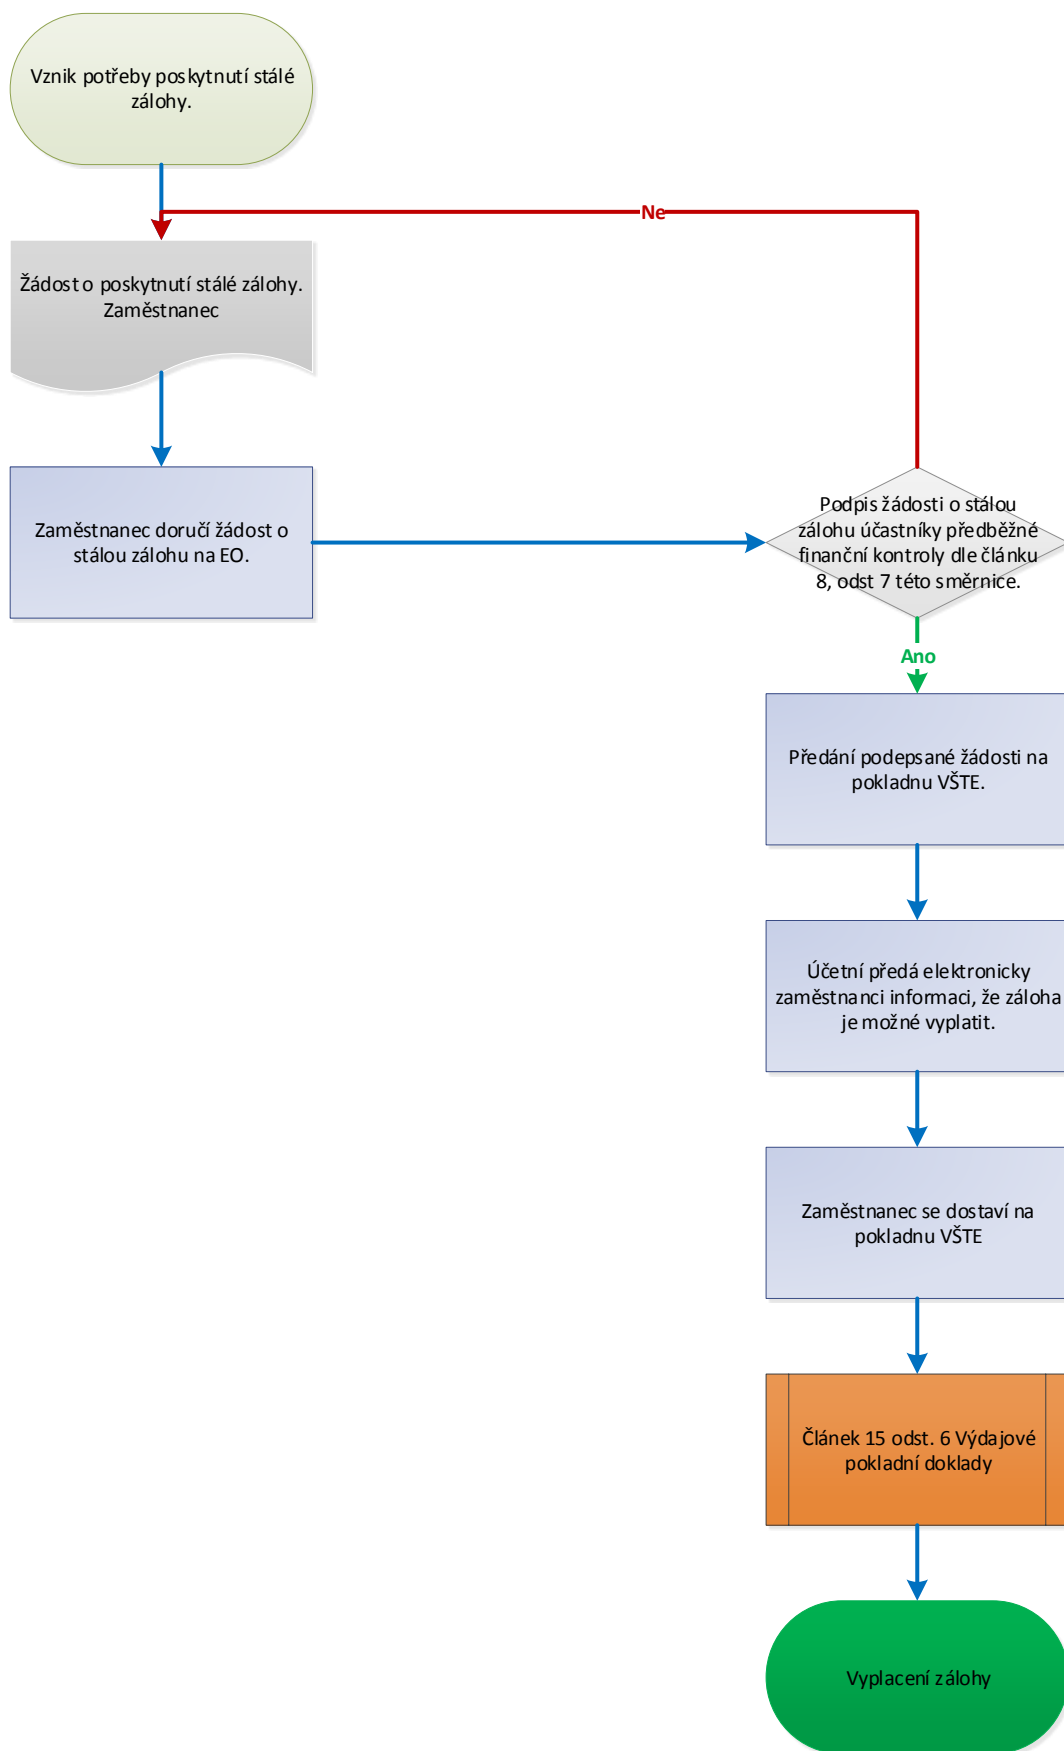 Vznik potřeby poskytnutí stálé
zálohy.
Ne
Žádost o poskytnutí stálé zálohy.
Zaměstnanec
Zaměstnanec doručí žádost o
stálou zálohu na EO.
Podpis žádosti o stálou
zálohu účastníky předběžné
finanční kontroly dle článku
8, odst 7 této směrnice.
Ano
Předání podepsané žádosti na
pokladnu VŠTE.
Účetní předá elektronicky
zaměstnanci informaci, že záloha
je možné vyplatit.
Zaměstnanec se dostaví na
pokladnu VŠTE
Článek 15 odst. 6 Výdajové
pokladní doklady
Vyplacení zálohy